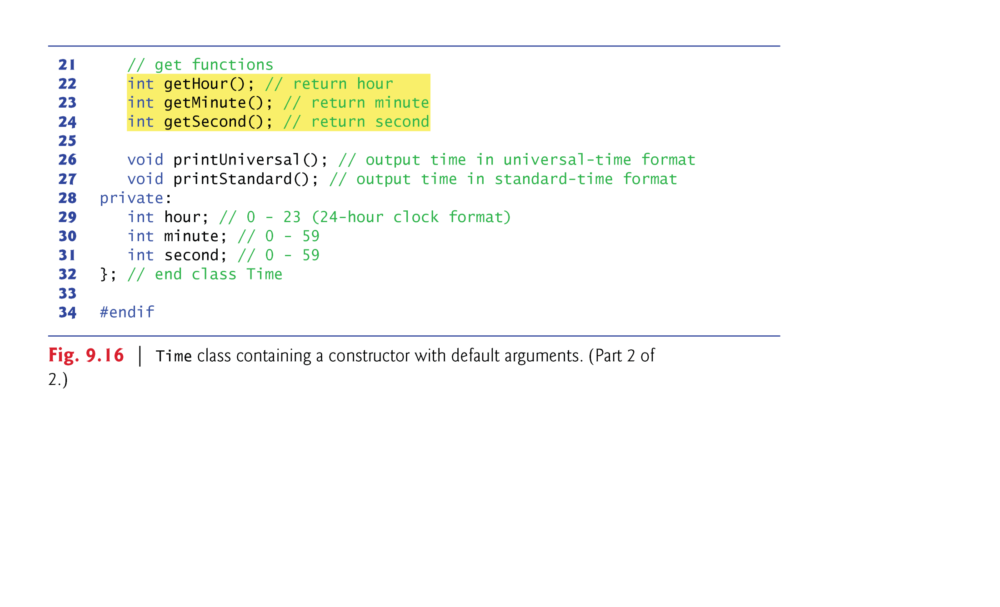 21 // get functions
22 int getHour(); // return hour
23 int getMinute(); // return minute
24 int getSecond(); // return second
25
26 void printUniversal(); // output time in universal-time format
27 void printStandard(); // output time in standard-time format
28 private:
29 int hour; // 0 - 23 (24-hour clock format)
30 int minute; // 0 - 59
31 int second; // 0 - 59
32 }; // end class Time
33
34 #endif
Fig. 9.16 | Time class containing a constructor with default arguments. (Part 2 of
2.)